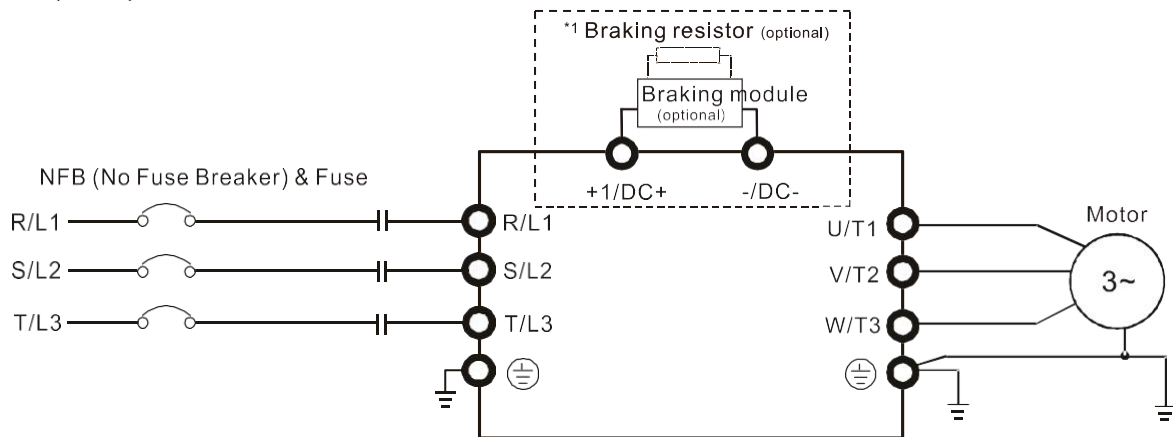 *1 Braking resistor (optional)
Braking module
(optional)
+1/DC+ -/DC-
NFB (No Fuse Breaker) & Fuse
R/L1 R/L1 U/T1 Motor
S/L2 S/L2 V/T2 3~
T/L3 T/L3 W/T3